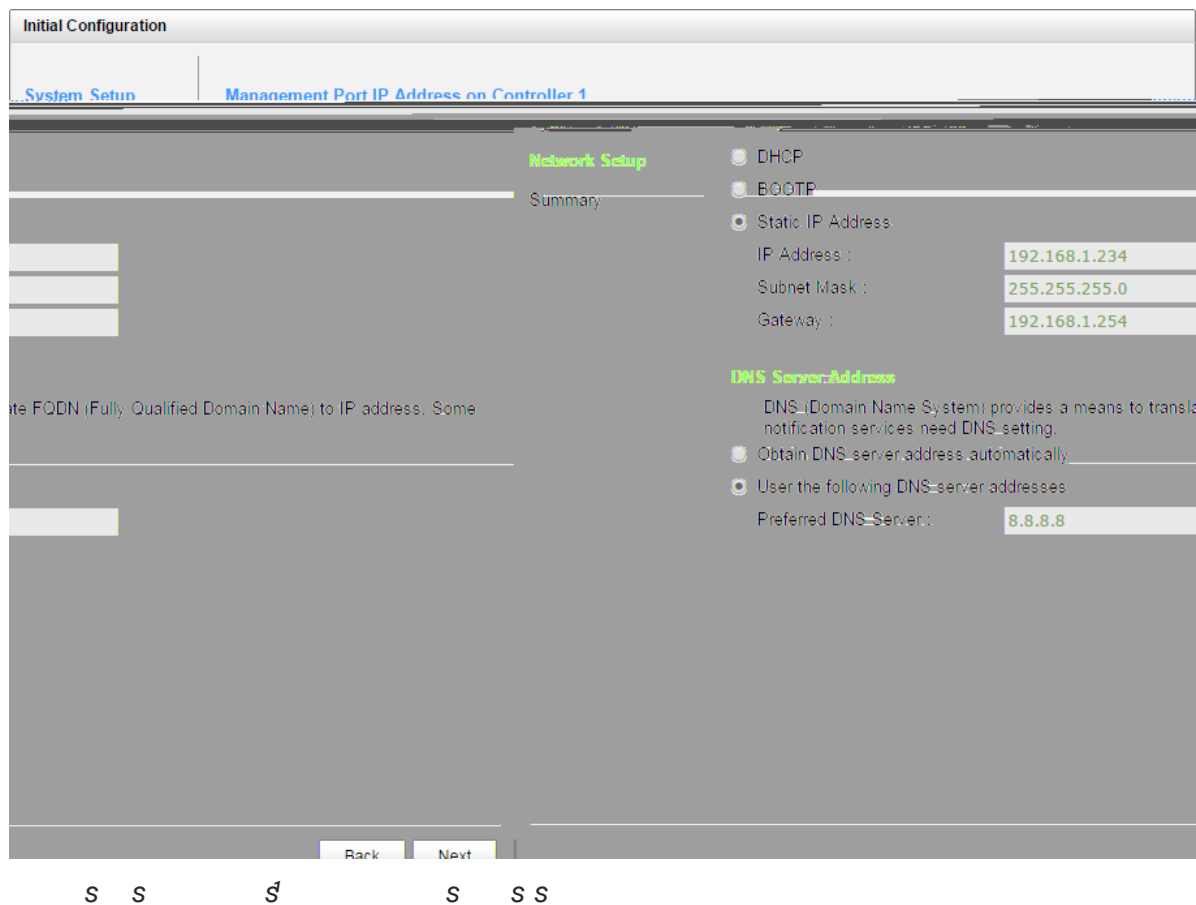 Initial Configuration
System Setup
Management Port IP Address on Controller 1
Network Setup
DHCP
BOOTP
Summary
Static IP Address
IP Address :
192.168.1.234
Subnet Mask :
255.255.255.0
Gateway :
192.168.1.254
DNS Server Address
DNS (Domain Name System) provides a means to transla
te FQDN (Fully Qualified Domain Name) to IP address. Some
notification services need DNS setting.
Obtain DNS server address automatically
User the following DNS server addresses
Preferred DNS Server :
8.8.8.8
Back
Next
s s s s s s